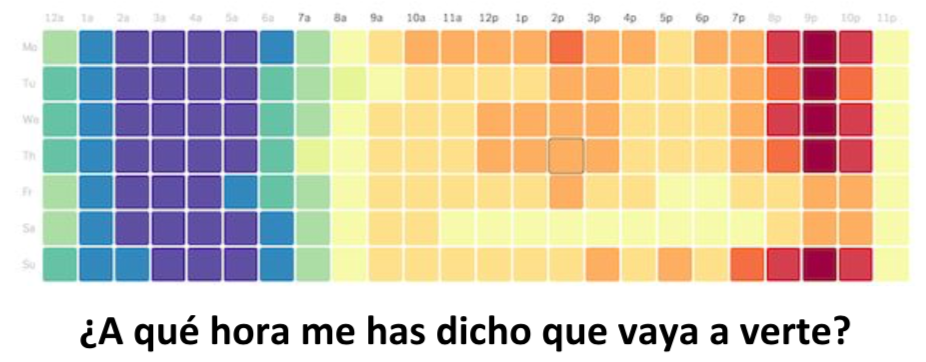 12a 1a 2a 3a 4a 5a 6a 7a 8a 9a 10a 11a 12p 1p 2p 3p 4p 5p 6p 7p 8p 9p 10p 11p
Mo
Tu
We
Th
Fr
Sa
Su
¿A qué hora me has dicho que vaya a verte?